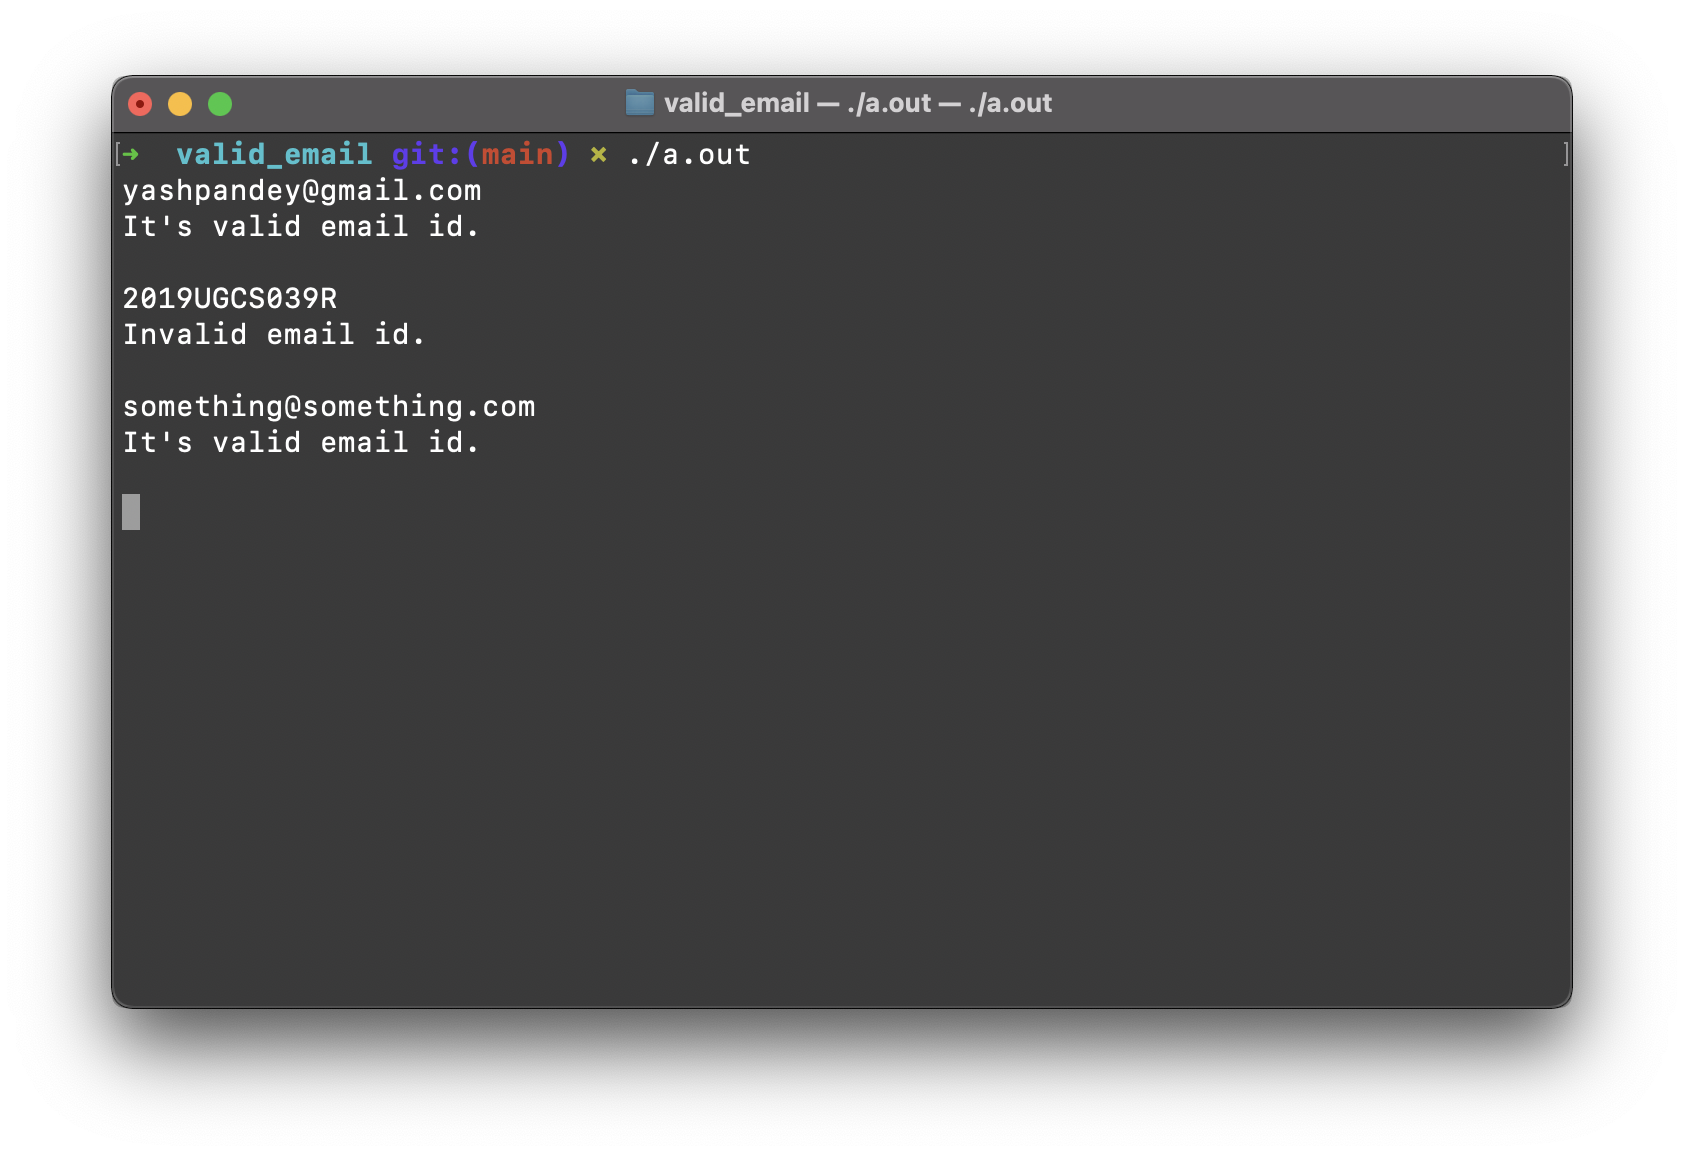 valid_email — ./a.out — ./a.out
[➜ valid_email git:(main) ✗ ./a.out ]
yashpandey@gmail.com
It's valid email id.
2019UGCS039R
Invalid email id.
something@something.com
It's valid email id.